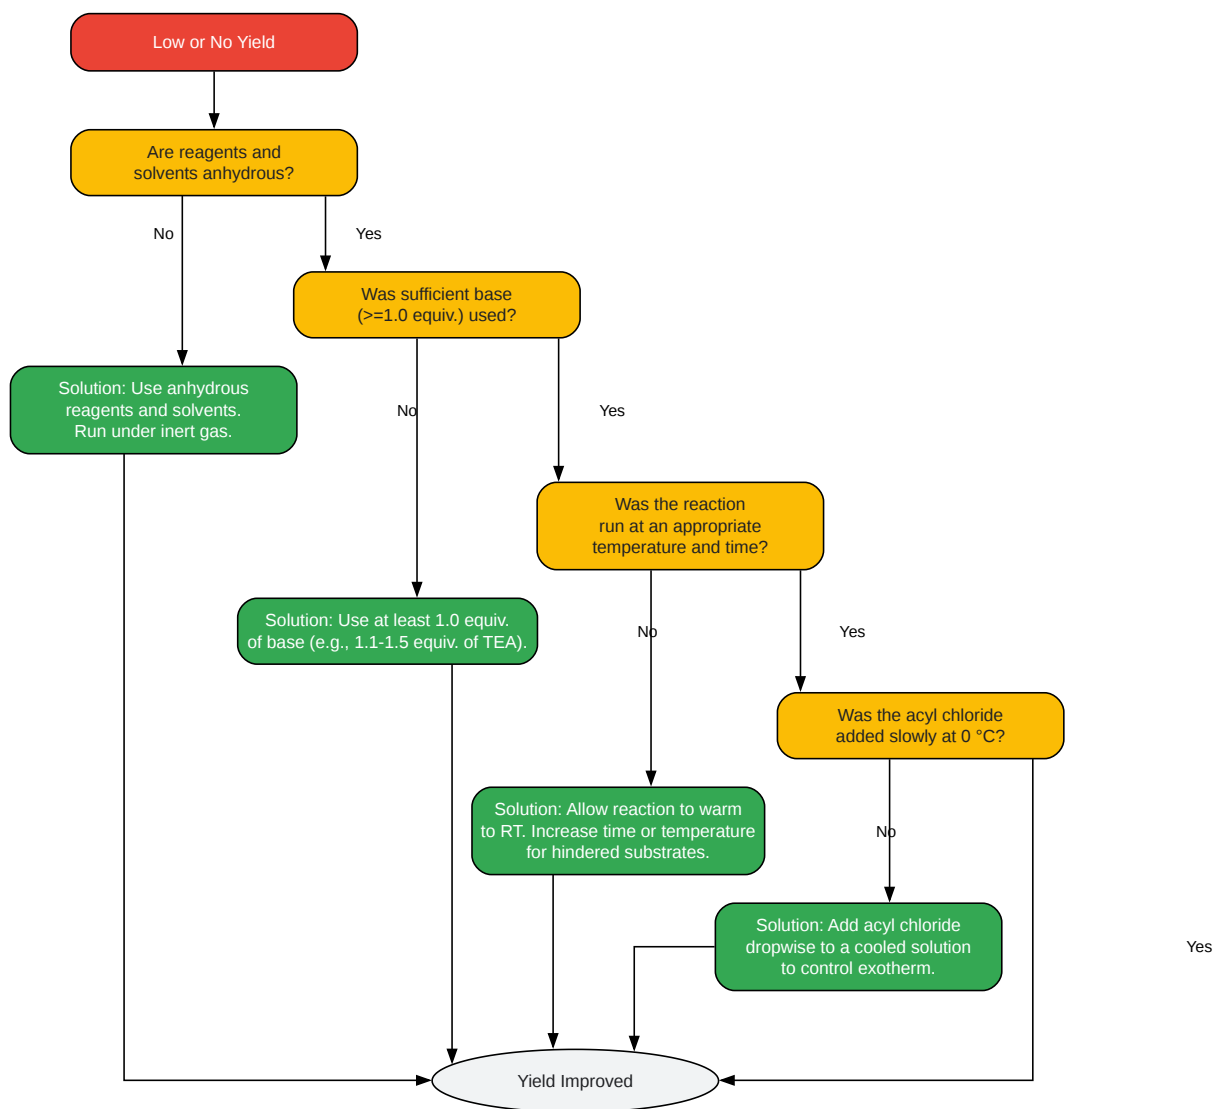 Low or No Yield
Are reagents and
solvents anhydrous?
No
Yes
Was sufficient base
(>=1.0 equiv.) used?
Solution: Use anhydrous
reagents and solvents.
Run under inert gas.
No
Yes
Was the reaction
run at an appropriate
temperature and time?
Solution: Use at least 1.0 equiv.
of base (e.g., 1.1-1.5 equiv. of TEA).
No
Yes
Was the acyl chloride
added slowly at 0 °C?
Solution: Allow reaction to warm
to RT. Increase time or temperature
for hindered substrates.
No
Solution: Add acyl chloride
dropwise to a cooled solution
to control exotherm.
Yes
Yield Improved